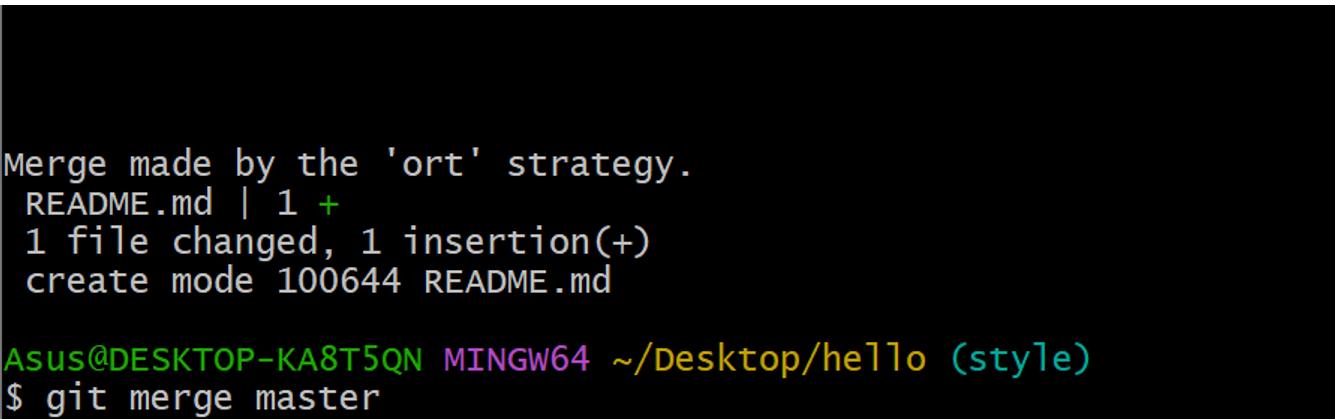 Merge made by the 'ort' strategy.
 README.md | 1 +
 1 file changed, 1 insertion(+)
 create mode 100644 README.md

Asus@DESKTOP-KA8T5QN MINGW64 ~/Desktop/hello (style)
$ git merge master